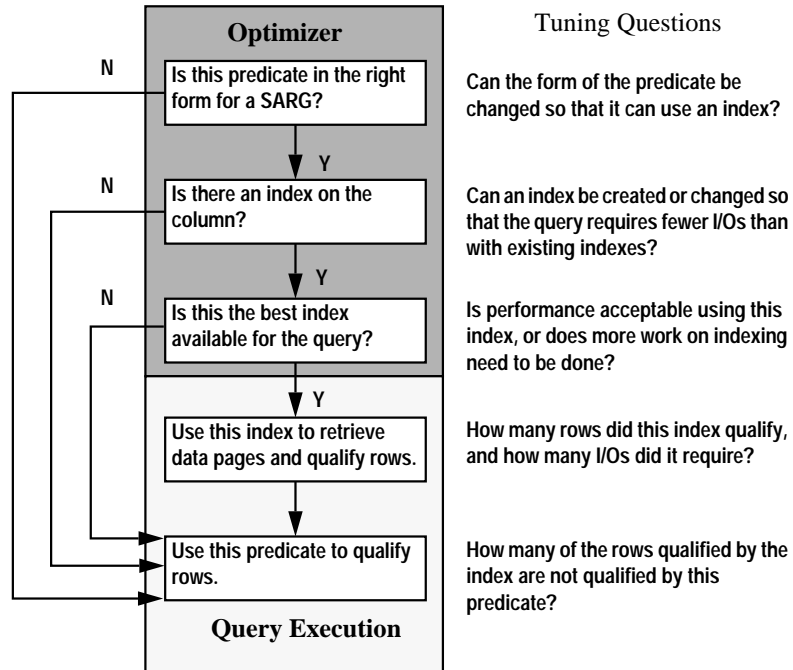 Optimizer
Tuning Questions
N
Is this predicate in the right
form for a SARG?
Can the form of the predicate be
changed so that it can use an index?
Y
N
Is there an index on the
column?
Can an index be created or changed so
that the query requires fewer I/Os than
with existing indexes?
Y
N
Is this the best index
available for the query?
Is performance acceptable using this
index, or does more work on indexing
need to be done?
Y
Use this index to retrieve
data pages and qualify rows.
How many rows did this index qualify,
and how many I/Os did it require?
Use this predicate to qualify
rows.
How many of the rows qualified by the
index are not qualified by this
predicate?
Query Execution